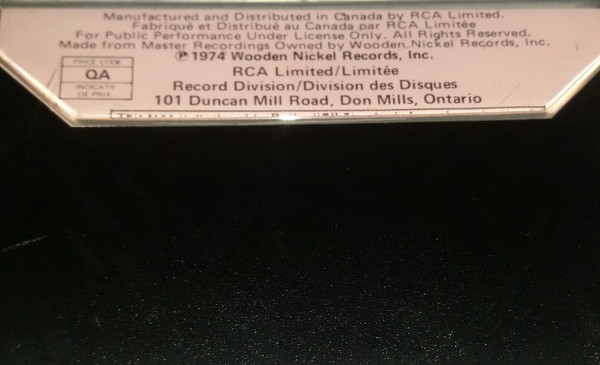 Manufactured and Distributed in Canada by RCA Limited.
Fabriqué et Distribué au Canada par RCA Limitée
For Public Performance Under License Only. All Rights Reserved.
Made from Master Recordings Owned by Wooden Nickel Records, Inc.
℗ 1974 Wooden Nickel Records, Inc.
PRICE CODE
QA
INDICATIF
DE PRIX
RCA Limited/Limitée
Record Division/Division des Disques
101 Duncan Mill Road, Don Mills, Ontario